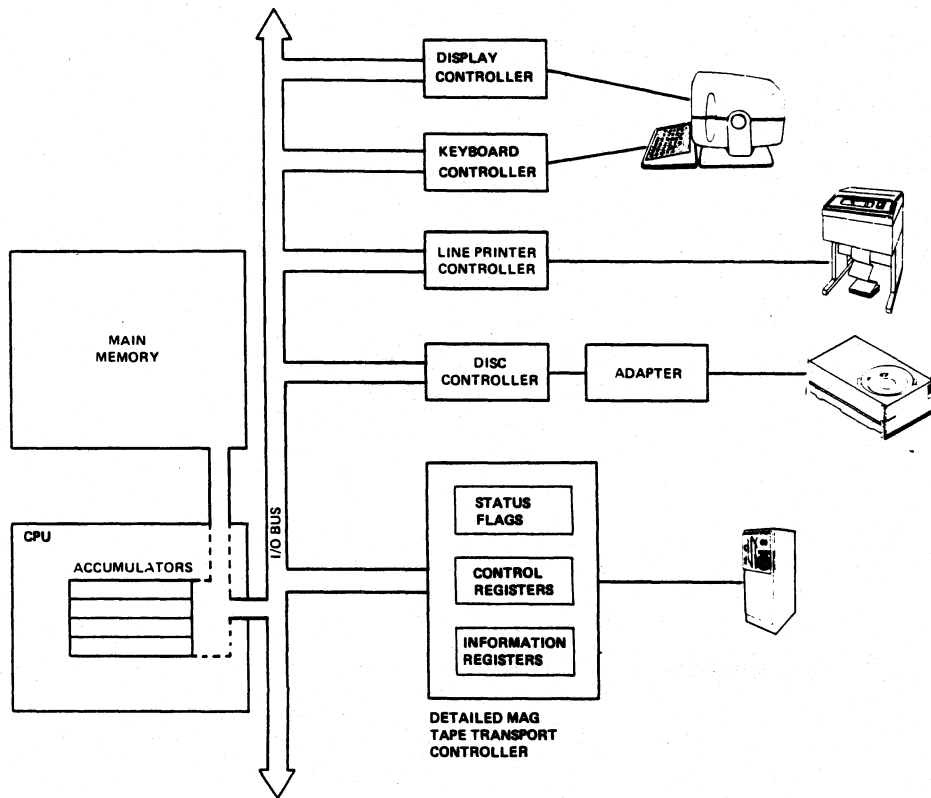 DISPLAY
CONTROLLER
KEYBOARD
CONTROLLER
LINE PRINTER
CONTROLLER
MAIN
MEMORY
DISC
CONTROLLER
ADAPTER
I/O BUS
CPU
ACCUMULATORS
STATUS
FLAGS
CONTROL
REGISTERS
INFORMATION
REGISTERS
DETAILED MAG
TAPE TRANSPORT
CONTROLLER